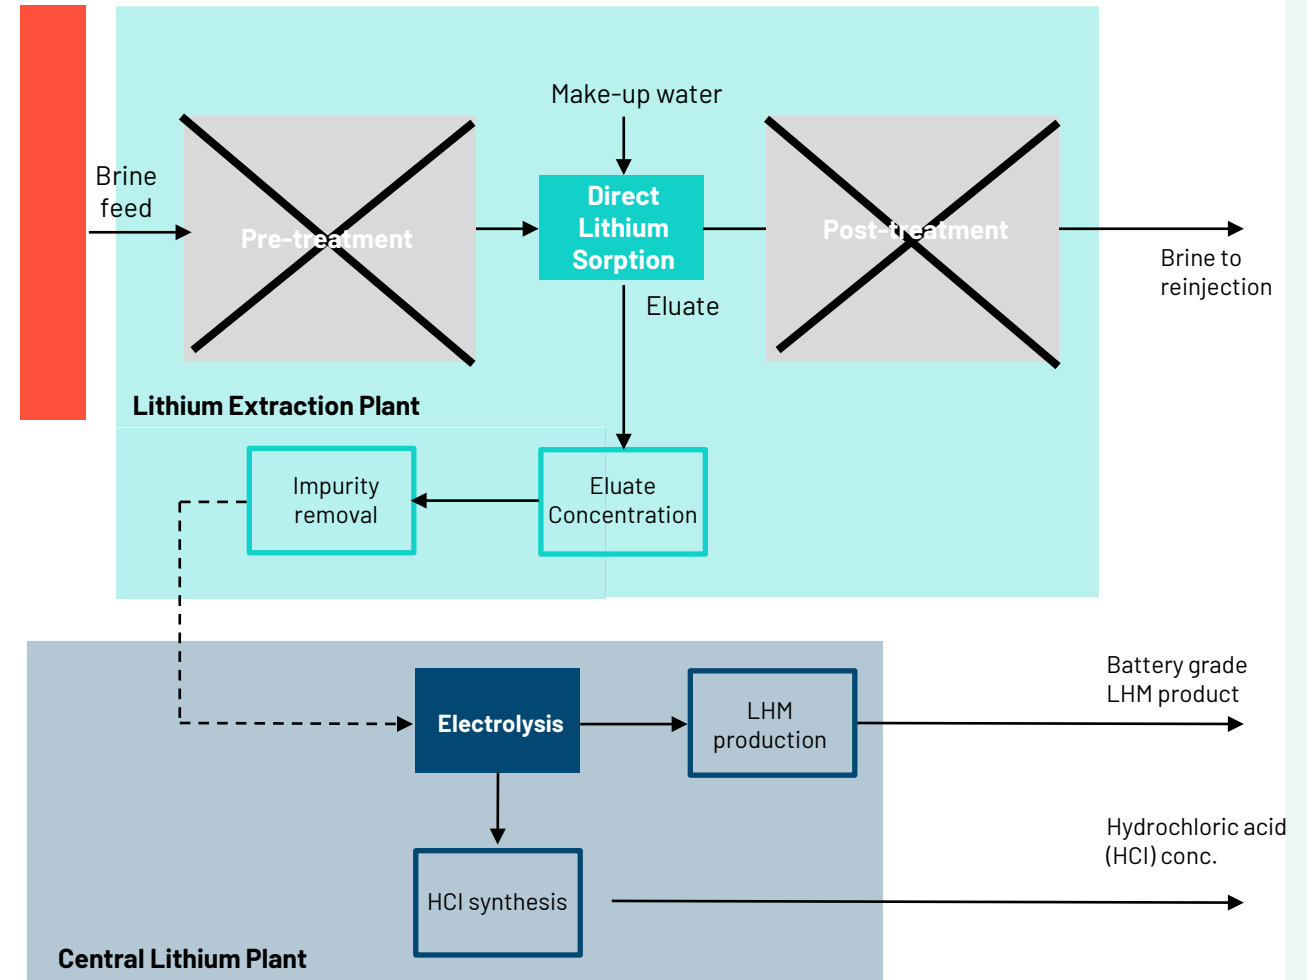 Make-up water
Brine
feed
Pre-treatment
Direct
Lithium
Sorption
Post-treatment
Brine to
reinjection
Eluate
Lithium Extraction Plant
Impurity
removal
Eluate
Concentration
Electrolysis
LHM
production
Battery grade
LHM product
Hydrochloric acid
(HCl) conc.
HCl synthesis
Central Lithium Plant